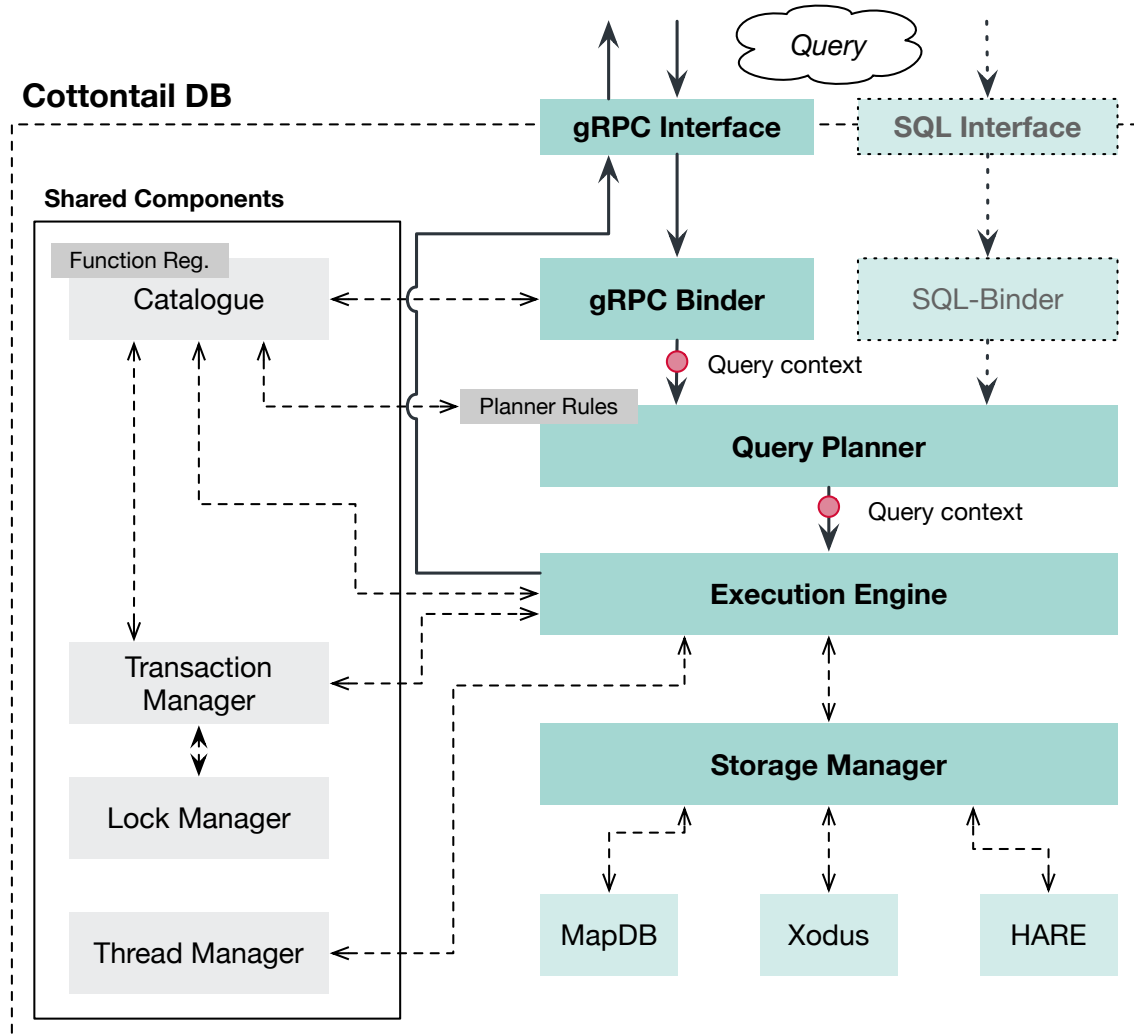 Query
Cottontail DB
gRPC Interface
SQL Interface
Shared Components
Function Reg.
Catalogue
gRPC Binder
SQL-Binder
Query context
Planner Rules
Query Planner
Query context
Execution Engine
Transaction
Manager
Storage Manager
Lock Manager
Thread Manager
MapDB
Xodus
HARE